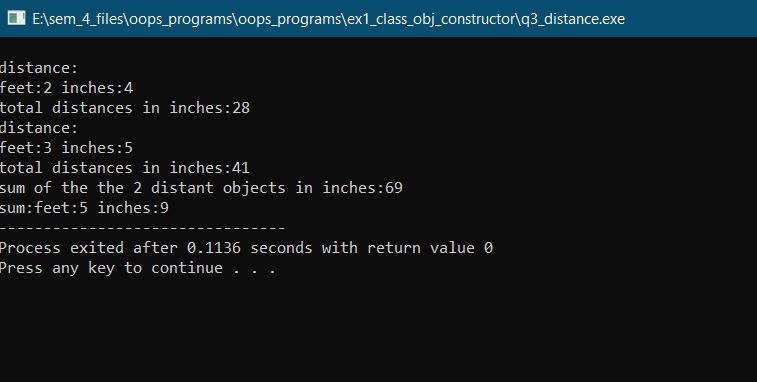 E:\sem_4_files\oops_programs\oops_programs\ex1_class_obj_constructor\q3_distance.exe
distance:
feet:2 inches:4
total distances in inches:28
distance:
feet:3 inches:5
total distances in inches:41
sum of the the 2 distant objects in inches:69
sum:feet:5 inches:9
--------------------------------
Process exited after 0.1136 seconds with return value 0
Press any key to continue . . .